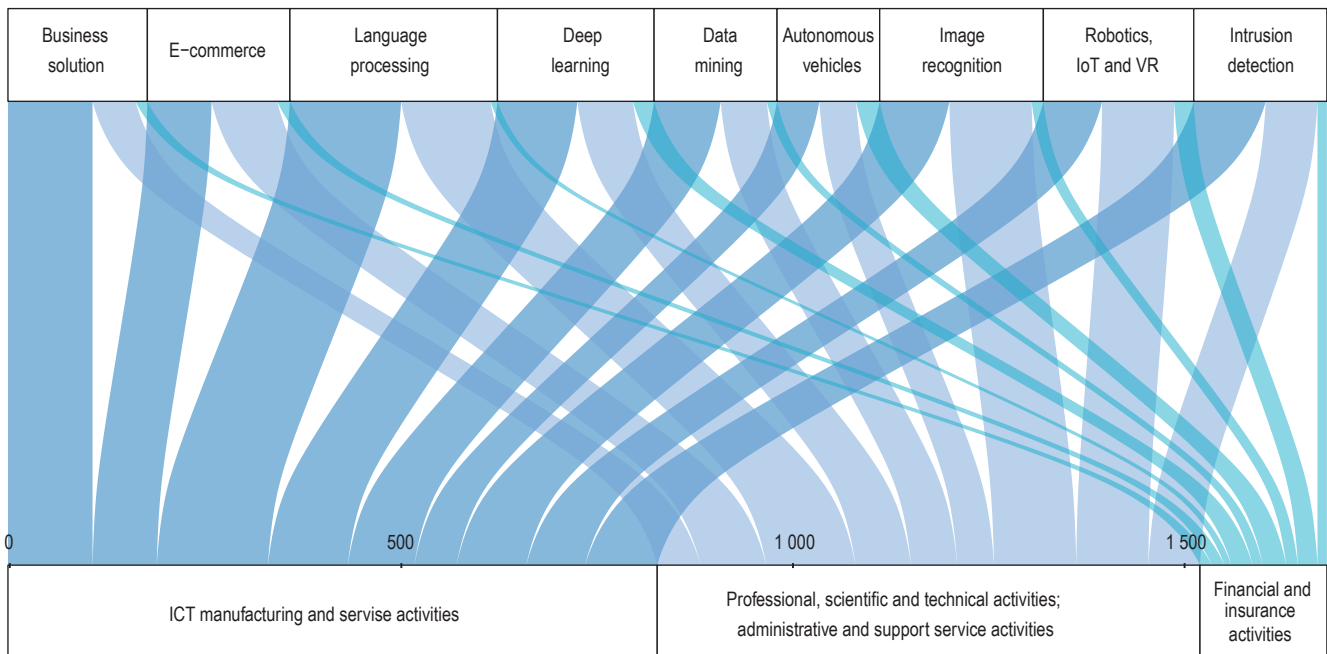 Business
solution
E−commerce
Language
processing
Deep
learning
Data
mining
Autonomous
vehicles
Image
recognition
Robotics,
IoT and VR
Intrusion
detection
0
500
1 000
1 500
ICT manufacturing and servise activities
Professional, scientific and technical activities;
administrative and support service activities
Financial and
insurance
activities